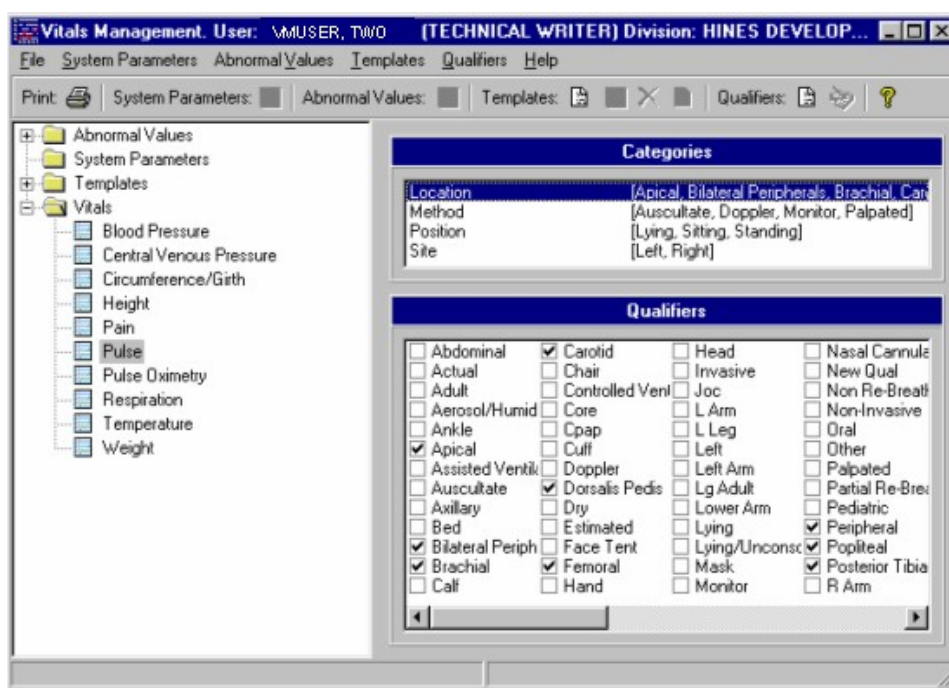 Vitals Management. User: VMUSER, TWO (TECHNICAL WRITER) Division: HINES DEVELOP...
File System Parameters Abnormal Values Templates Qualifiers Help
Print: System Parameters: Abnormal Values: Templates: Qualifiers:
Abnormal Values
System Parameters
Templates
Vitals
Blood Pressure
Central Venous Pressure
Circumference/Girth
Height
Pain
Pulse
Pulse Oximetry
Respiration
Temperature
Weight
Categories
Location [Apical, Bilateral Peripherals, Brachial, Car
Method [Auscultate, Doppler, Monitor, Palpated]
Position [Lying, Sitting, Standing]
Site [Left, Right]
Qualifiers
Abdominal Carotid Head Nasal Cannula
Actual Chair Invasive New Qual
Adult Controlled Vent Joc Non Re-Breath
Aerosol/Humid Core L Arm Non-Invasive
Ankle Cpap L Leg Oral
Apical Cuff Left Other
Assisted Ventila Doppler Left Arm Palpated
Auscultate Dorsalis Pedis Lg Adult Partial Re-Brea
Axillary Dry Lower Arm Pediatric
Bed Estimated Lying Peripheral
Bilateral Periph Face Tent Lying/Unconsc Popliteal
Brachial Femoral Mask Posterior Tibia
Calf Hand Monitor R Arm